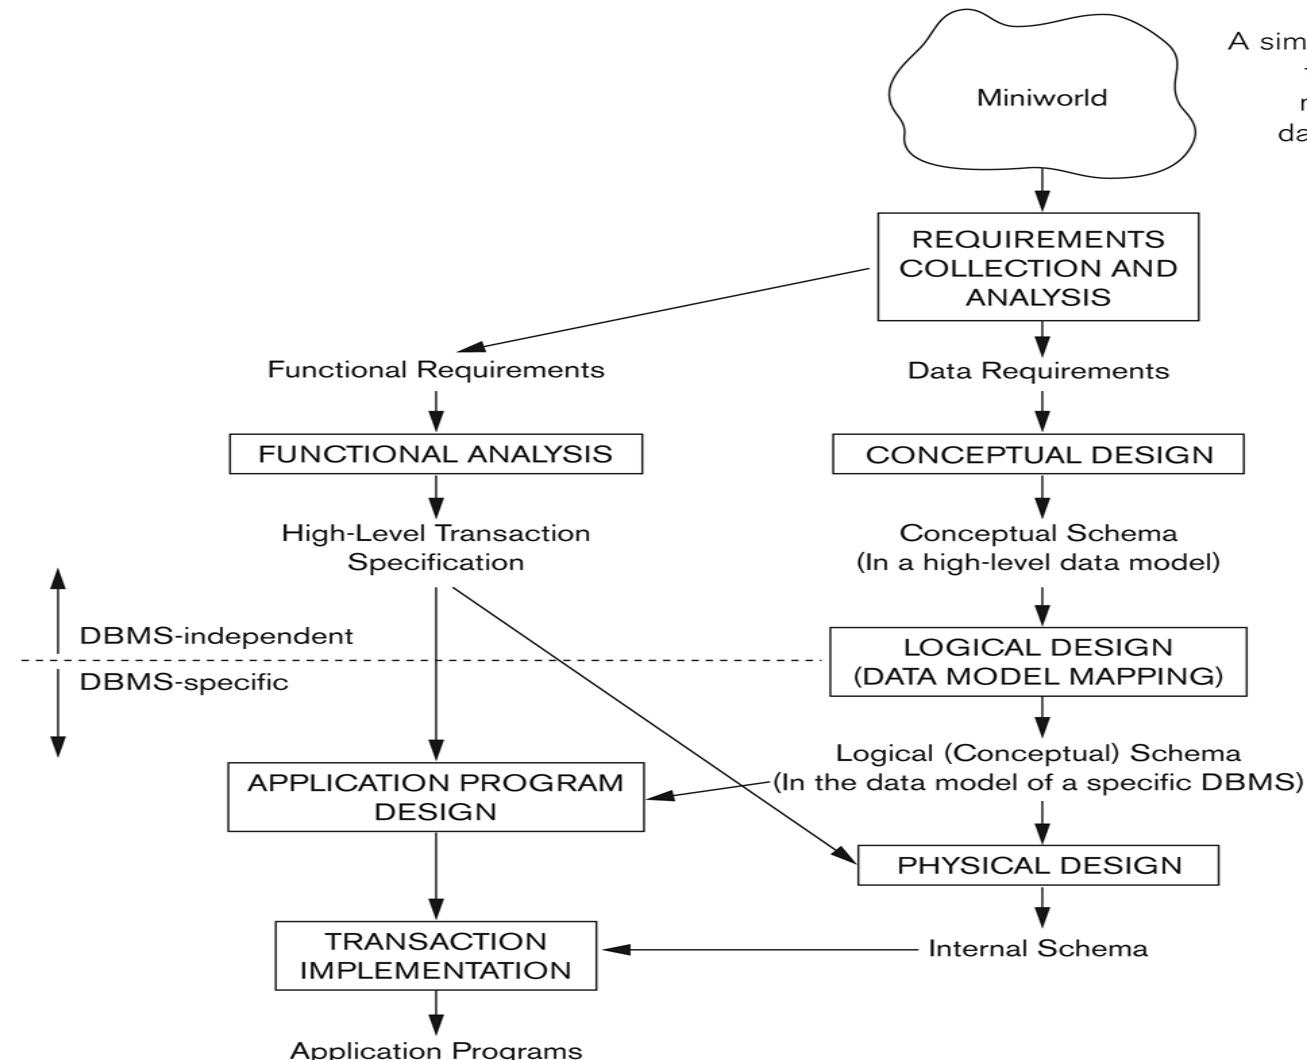 Miniworld
A sim
da
REQUIREMENTS
COLLECTION AND
ANALYSIS
Functional Requirements
Data Requirements
FUNCTIONAL ANALYSIS
CONCEPTUAL DESIGN
High-Level Transaction
Specification
Conceptual Schema
(In a high-level data model)
DBMS-independent
DBMS-specific
LOGICAL DESIGN
(DATA MODEL MAPPING)
Logical (Conceptual) Schema
(In the data model of a specific DBMS)
APPLICATION PROGRAM
DESIGN
PHYSICAL DESIGN
TRANSACTION
IMPLEMENTATION
Internal Schema
Application Programs